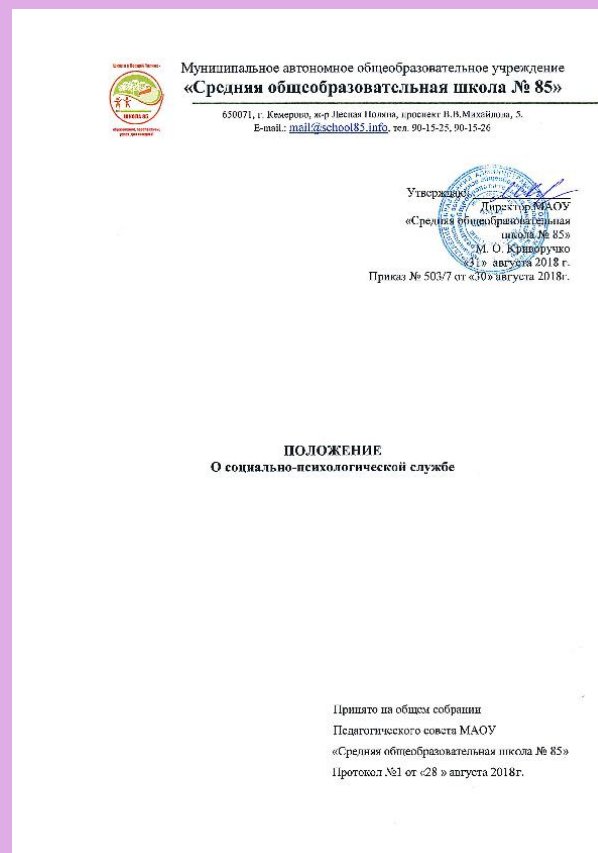 Муниципальное автономное общеобразовательное учреждение
«Средняя общеобразовательная школа № 85»
650071, г. Кемерово, ж-р Лесная Поляна, проспект В.В.Михайлова, 5.
E-mail.: mail@school85.info, тел. 90-15-25, 90-15-26
ШКОЛА 85
Утверждаю
Директор МАОУ
«Средняя общеобразовательная
школа № 85»
М. О. Криворучко
«31» августа 2018 г.
Приказ № 503/7 от «30» августа 2018г.
ПОЛОЖЕНИЕ
О социально-психологической службе
Принято на общем собрании
Педагогического совета МАОУ
«Средняя общеобразовательная школа № 85»
Протокол №1 от «28 » августа 2018г.